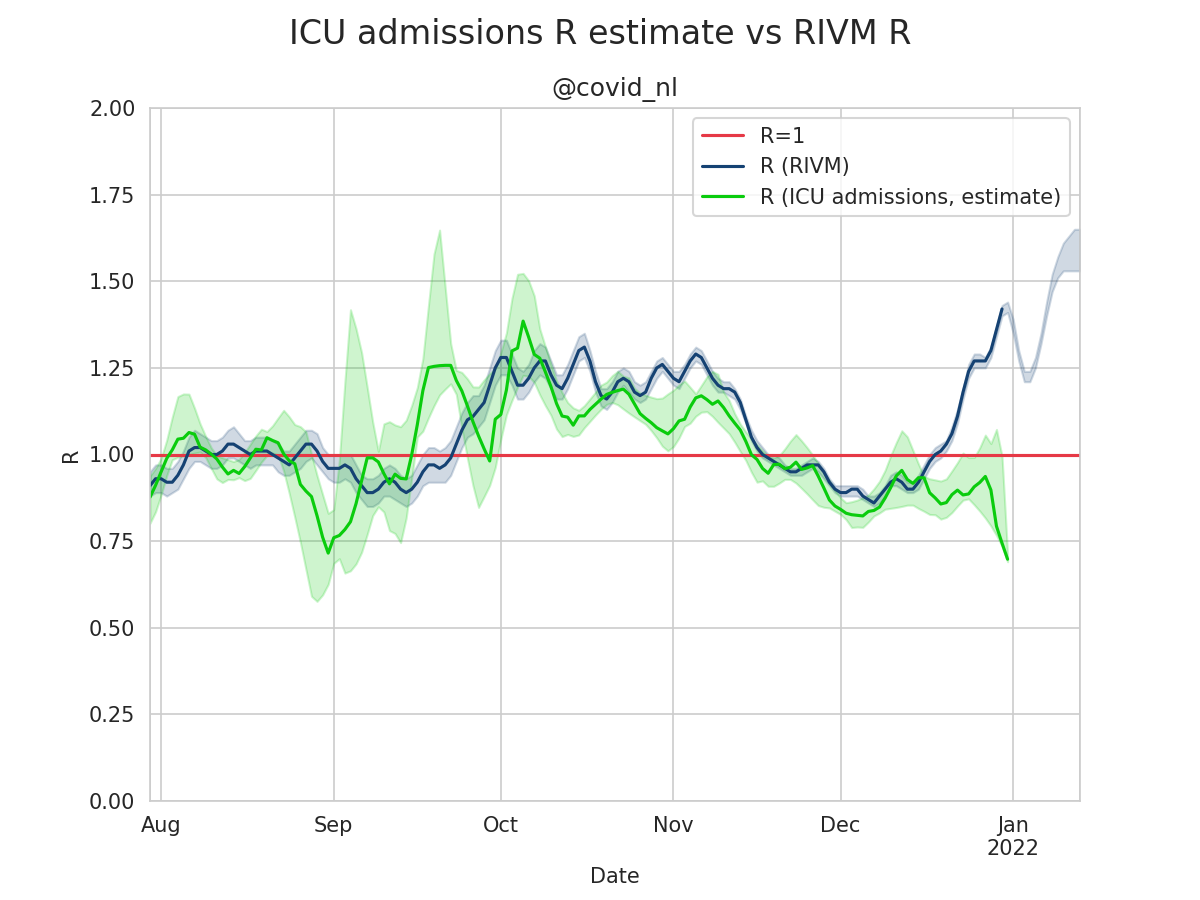 ICU admissions R estimate vs RIVM R
@covid_nl
2.00
1.75
1.50
1.25
1.00
0.75
0.50
0.25
0.00
R
R=1
R (RIVM)
R (ICU admissions, estimate)
Aug Sep Oct Nov Dec Jan
2022
Date